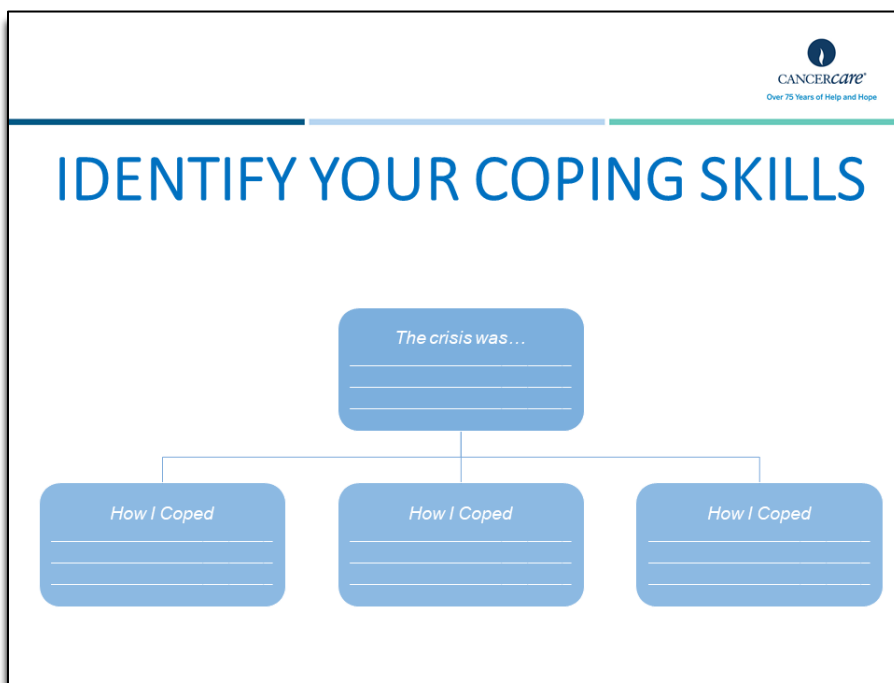 CANCERcare®
Over 75 Years of Help and Hope
IDENTIFY YOUR COPING SKILLS
The crisis was…
How I Coped
How I Coped
How I Coped